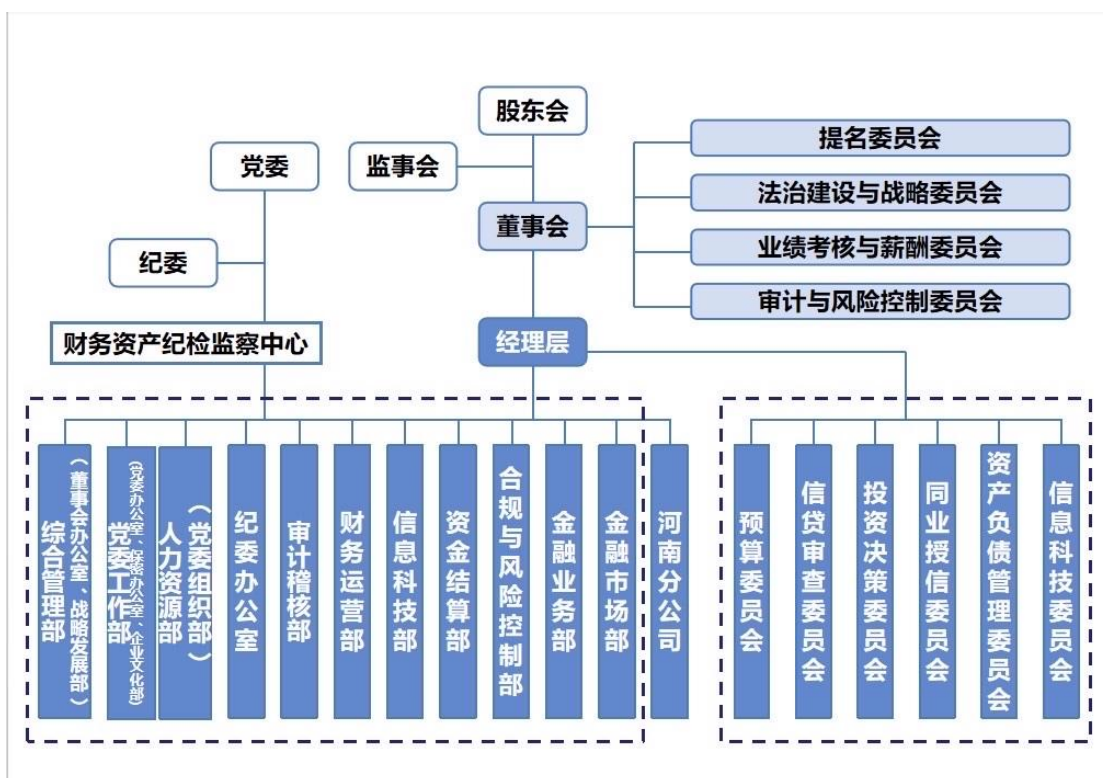 股东会
党委
监事会
提名委员会
法治建设与战略委员会
董事会
业绩考核与薪酬委员会
纪委
审计与风险控制委员会
财务资产纪检监察中心
经理层
综合管理部
（董事会办公室、战略发展部）
党委工作部
（党委办公室、保密办公室、企业文化部）
人力资源部
（党委组织部）
纪委办公室
审计稽核部
财务运营部
信息科技部
资金结算部
合规与风险控制部
金融业务部
金融市场部
河南分公司
预算委员会
信贷审查委员会
投资决策委员会
同业授信委员会
资产负债管理委员会
信息科技委员会